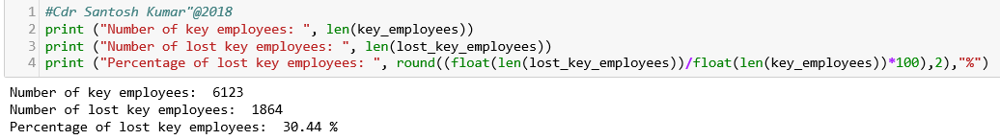 1 #Cdr Santosh Kumar"@2018
2 print ("Number of key employees: ", len(key_employees))
3 print ("Number of lost key employees: ", len(lost_key_employees))
4 print ("Percentage of lost key employees: ", round((float(len(lost_key_employees))/float(len(key_employees))*100),2),"%")
Number of key employees:  6123
Number of lost key employees:  1864
Percentage of lost key employees:  30.44 %